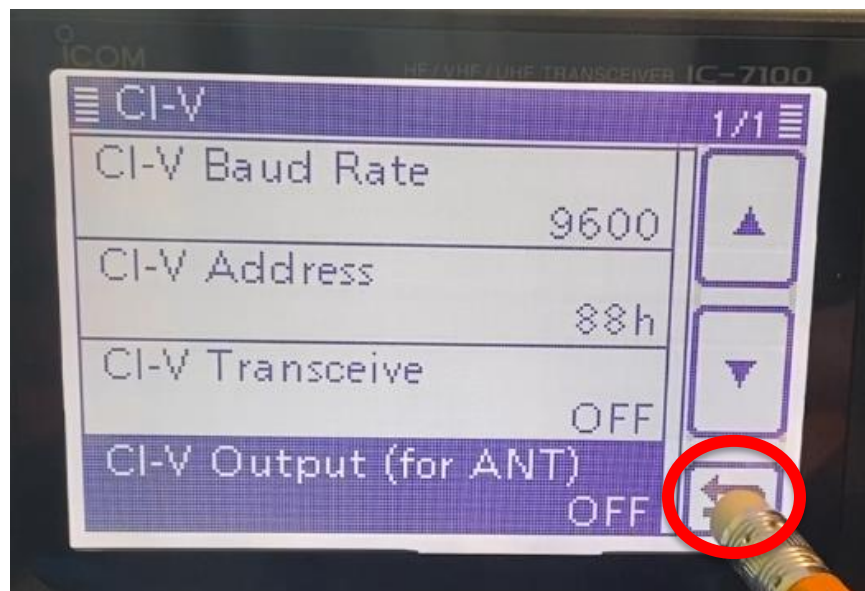 ICOM
HF/VHF/UHF TRANSCEIVER IC-7100
CI-V 1/1
CI-V Baud Rate
9600
CI-V Address
88h
CI-V Transceive
OFF
CI-V Output (for ANT)
OFF